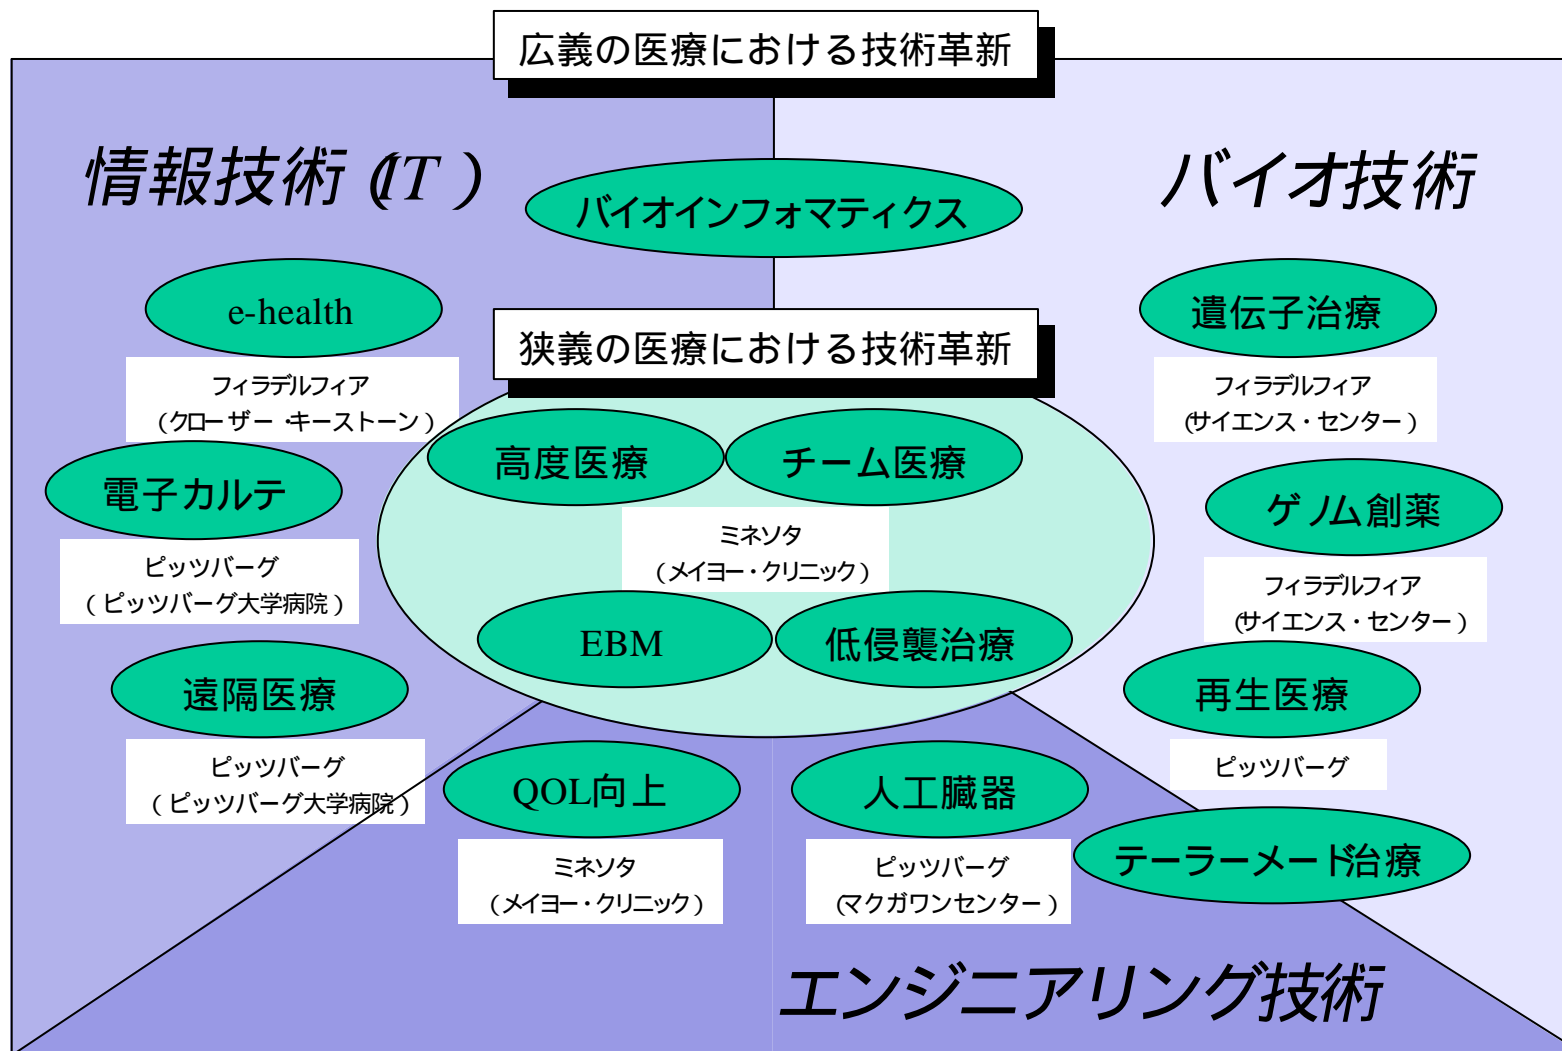 広義の医療における技術革新
情報技術（IT）
バイオ技術
バイオインフォマティクス
e-health
フィラデルフィア
（クローザー・キーストーン）
電子カルテ
ピッツバーグ
（ピッツバーグ大学病院）
遠隔医療
ピッツバーグ
（ピッツバーグ大学病院）
狭義の医療における技術革新
高度医療
チーム医療
ミネソタ
（メイヨー・クリニック）
EBM
低侵襲治療
遺伝子治療
フィラデルフィア
（サイエンス・センター）
ゲノム創薬
フィラデルフィア
（サイエンス・センター）
再生医療
ピッツバーグ
テーラーメード治療
QOL向上
ミネソタ
（メイヨー・クリニック）
人工臓器
ピッツバーグ
（マクガワンセンター）
エンジニアリング技術